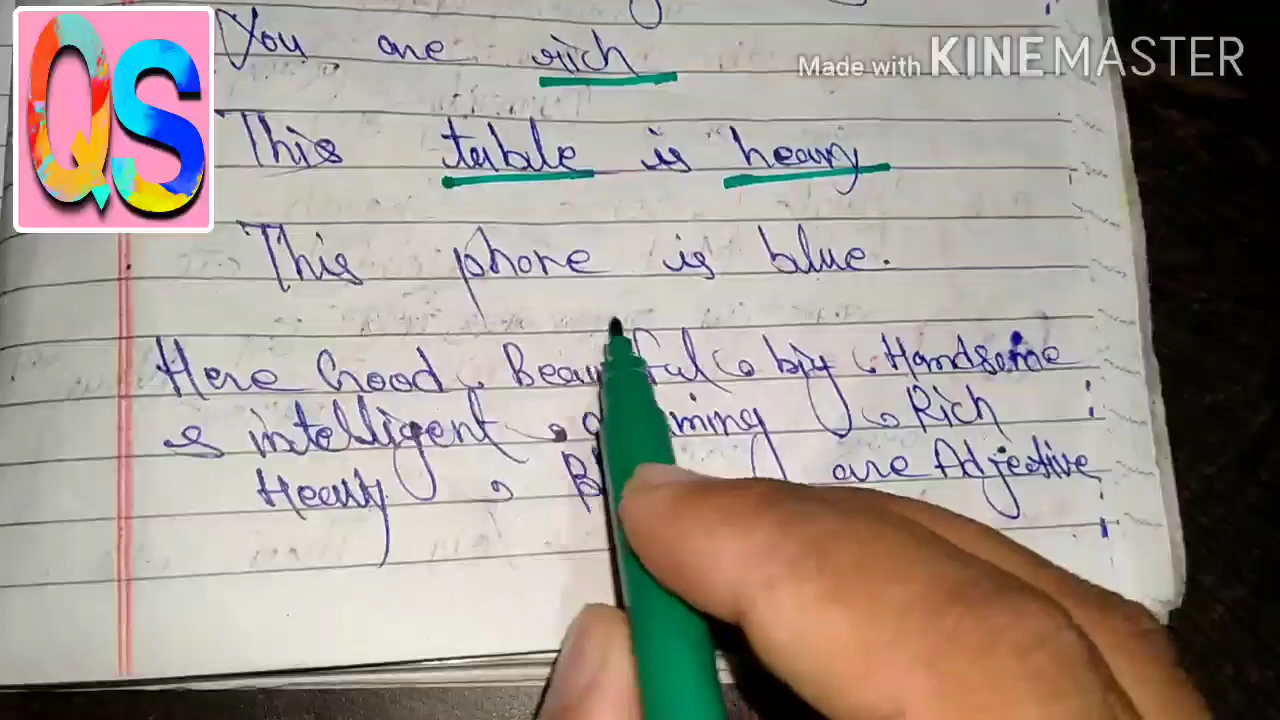 QS
Made with KINEMASTER
You are rich
This table is heavy
This phone is blue.
Here Good, Beautiful, big, Handsome
& intelligent, Rich
Heavy, are Adjective